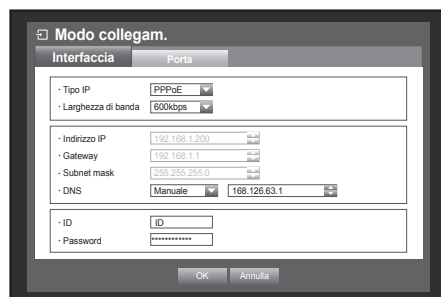 Modo collegam.
Interfaccia Porta
· Tipo IP PPPoE
· Larghezza di banda 600kbps
· Indirizzo IP 192.168.1.200
· Gateway 192.168.1.1
· Subnet mask 255.255.255.0
· DNS Manuale 168.126.63.1
· ID ID
· Password ************
OK Annulla